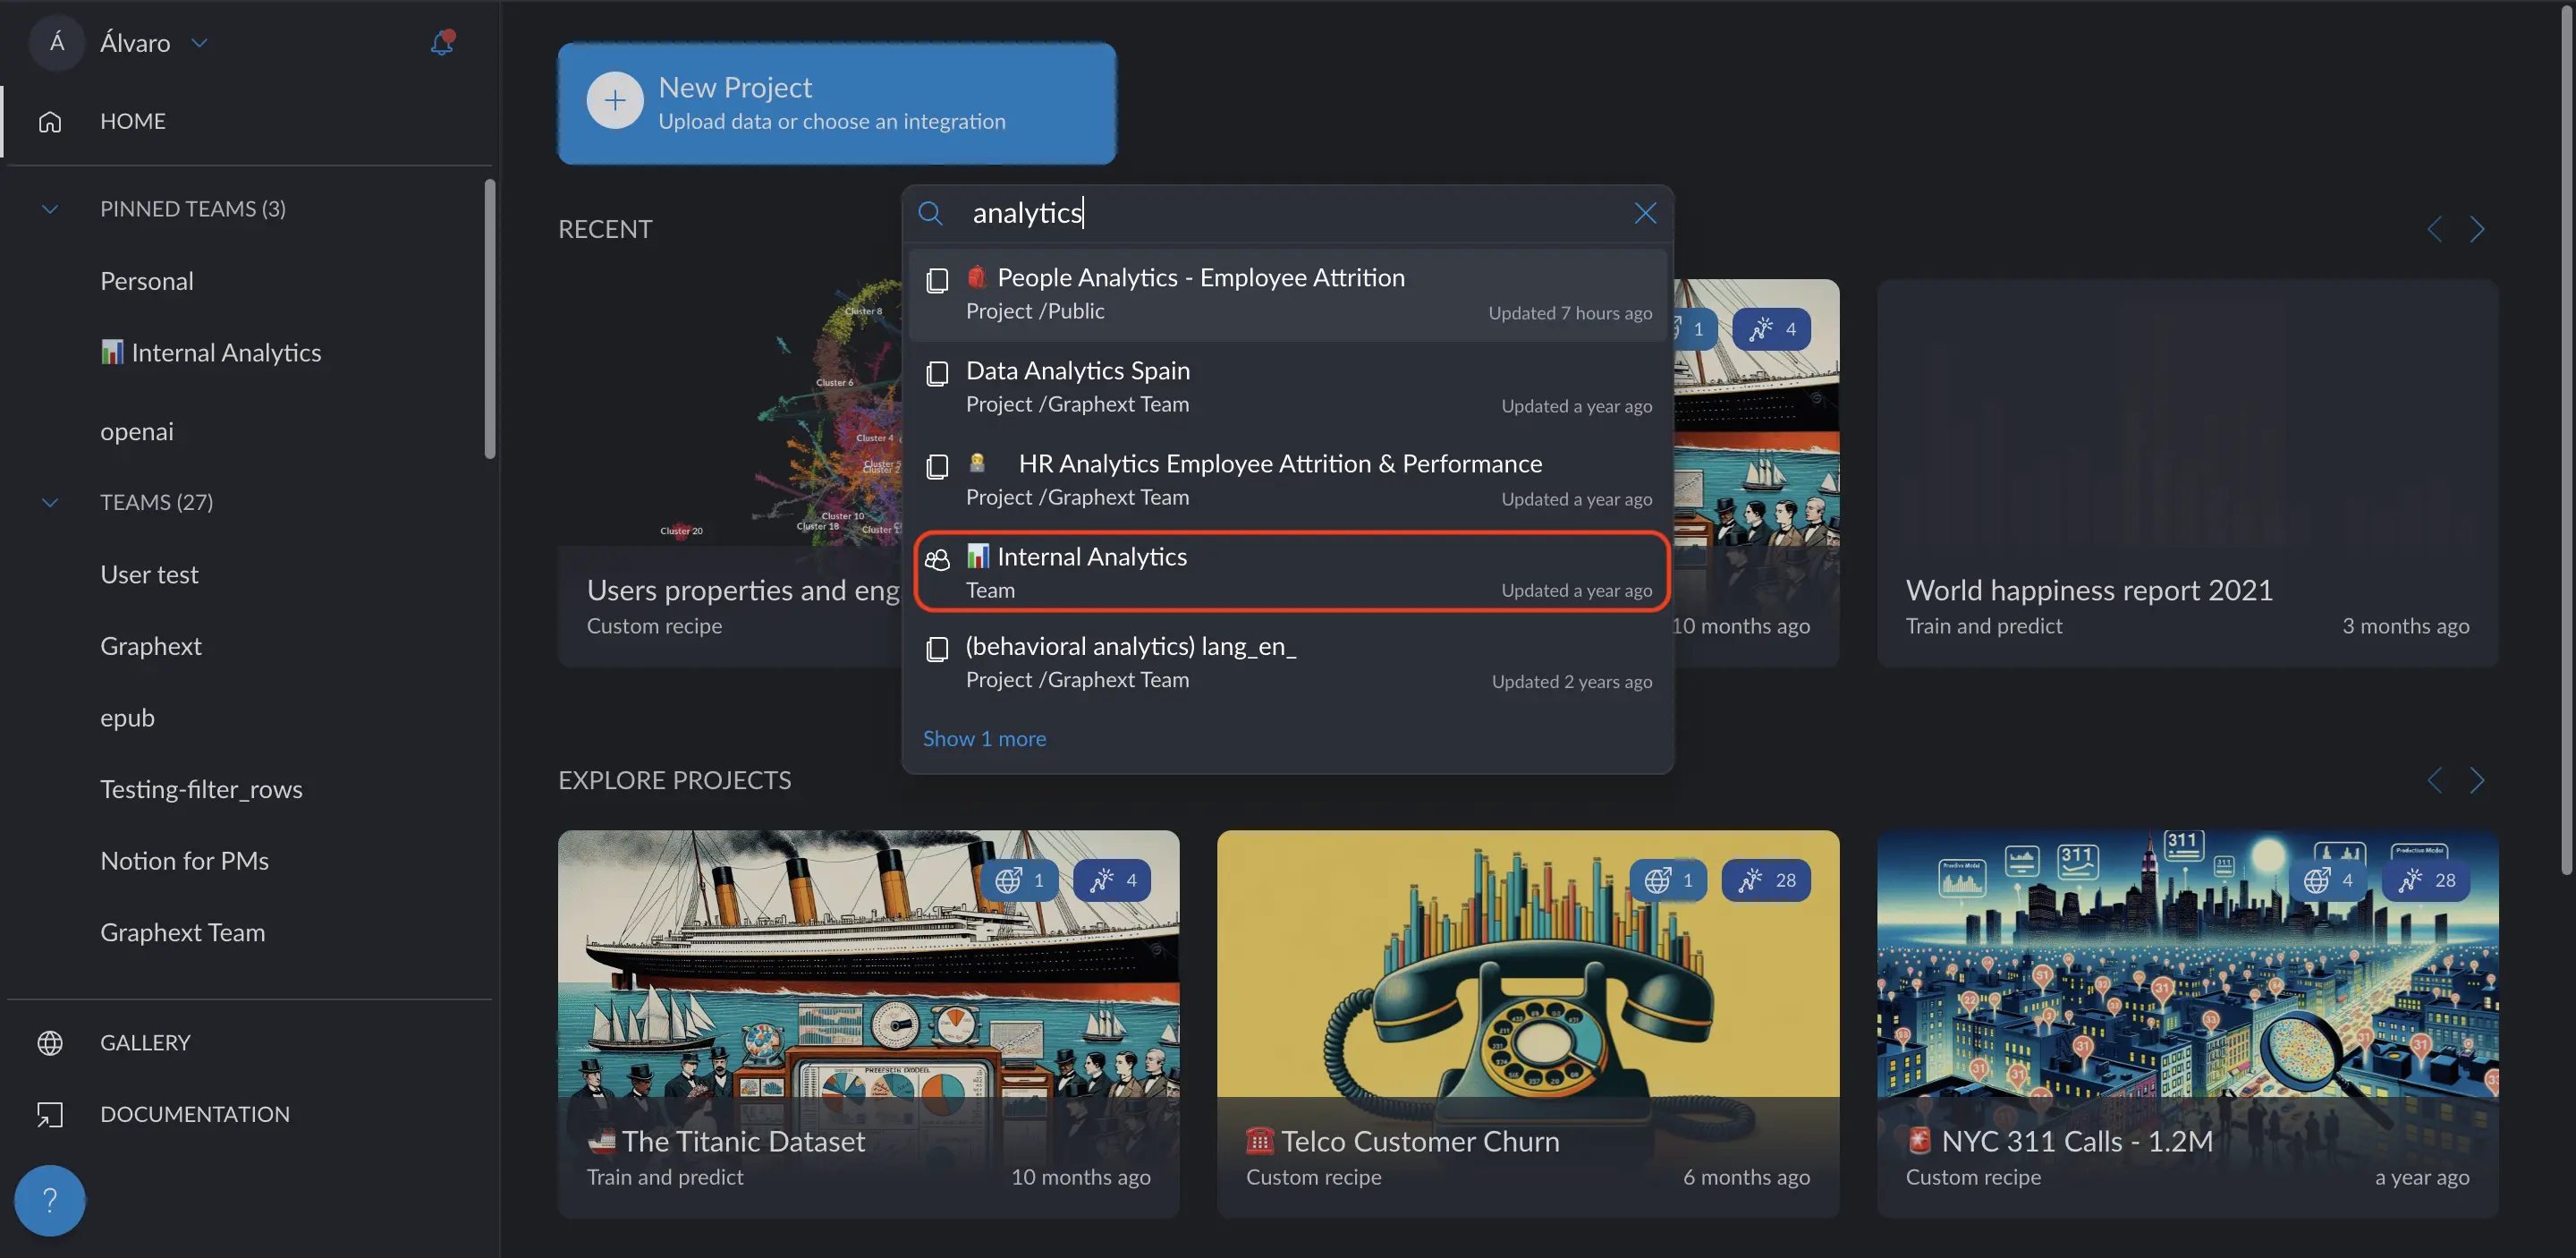 Á Álvaro
HOME
PINNED TEAMS (3)
Personal
📊 Internal Analytics
openai
TEAMS (27)
User test
Graphext
epub
Testing-filter_rows
Notion for PMs
Graphext Team
GALLERY
DOCUMENTATION
?
New Project
Upload data or choose an integration
RECENT
analytics
🎒 People Analytics - Employee Attrition
Project /Public
Updated 7 hours ago
Data Analytics Spain
Project /Graphext Team
Updated a year ago
HR Analytics Employee Attrition & Performance
Project /Graphext Team
Updated a year ago
📊 Internal Analytics
Team
Updated a year ago
(behavioral analytics) lang_en_
Project /Graphext Team
Updated 2 years ago
Show 1 more
Cluster 8
Cluster 6
Cluster 4
Cluster 10
Cluster 18
Cluster 20
Users properties and eng
Custom recipe
1
4
10 months ago
World happiness report 2021
Train and predict
3 months ago
EXPLORE PROJECTS
1
4
🚢 The Titanic Dataset
Train and predict
10 months ago
1
28
☎️ Telco Customer Churn
Custom recipe
6 months ago
311
311
4
28
🚨 NYC 311 Calls - 1.2M
Custom recipe
a year ago